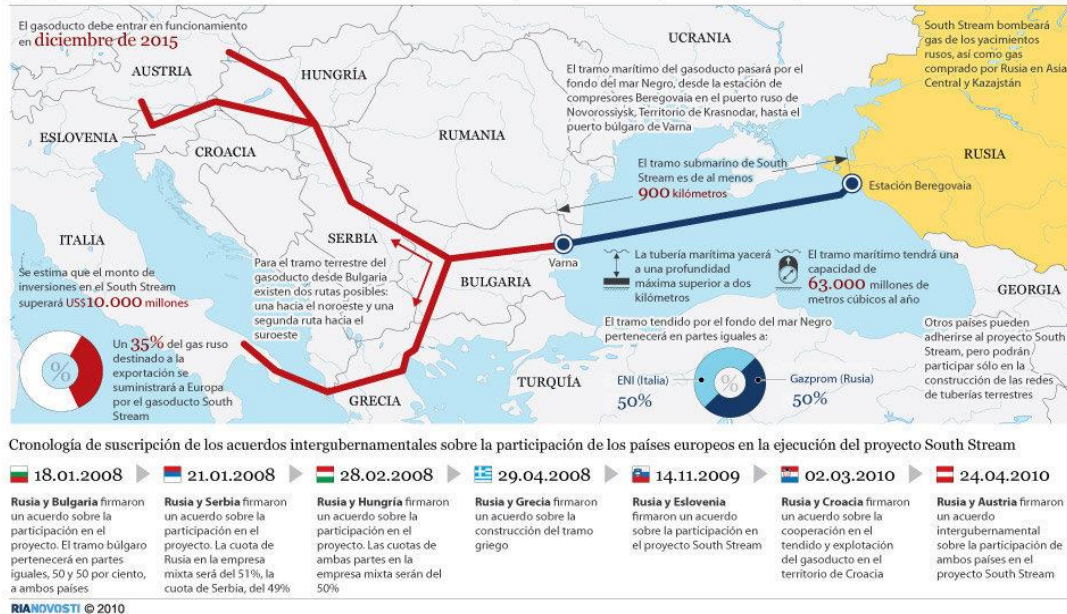 El gasoducto debe entrar en funcionamiento
en diciembre de 2015
AUSTRIA
HUNGRÍA
UCRANIA
South Stream bombeará
gas de los yacimientos
rusos, así como gas
comprado por Rusia en Asia
Central y Kazajstán
El tramo marítimo del gasoducto pasará por el
fondo del mar Negro, desde la estación de
compresores Beregovaia en el puerto ruso de
Novorossiysk, Territorio de Krasnodar, hasta el
puerto búlgaro de Varna
ESLOVENIA
CROACIA
RUMANIA
RUSIA
El tramo submarino de South
Stream es de al menos
900 kilómetros
Estación Beregovaia
ITALIA
SERBIA
Varna
BULGARIA
GEORGIA
Se estima que el monto de
inversiones en el South Stream
superará US$10.000 millones
Para el tramo terrestre del
gasoducto desde Bulgaria
existen dos rutas posibles:
una hacia el noroeste y una
segunda ruta hacia el
suroeste
La tubería marítima yacerá
a una profundidad
máxima superior a dos
kilómetros
El tramo marítimo tendrá una
capacidad de
63.000 millones de
metros cúbicos al año
%
Un 35% del gas ruso
destinado a la
exportación se
suministrará a Europa
por el gasoducto South
Stream
GRECIA
TURQUÍA
El tramo tendido por el fondo del mar Negro
pertenecerá en partes iguales a:
ENI (Italia)
50%
%
Gazprom (Rusia)
50%
Otros países pueden
adherirse al proyecto South
Stream, pero podrán
participar sólo en la
construcción de las redes
de tuberías terrestres
Cronología de suscripción de los acuerdos intergubernamentales sobre la participación de los países europeos en la ejecución del proyecto South Stream
18.01.2008
Rusia y Bulgaria firmaron
un acuerdo sobre la
participación en el
proyecto. El tramo búlgaro
pertenecerá en partes
iguales, 50 y 50 por ciento,
a ambos países
21.01.2008
Rusia y Serbia firmaron
un acuerdo sobre la
participación en el
proyecto. La cuota de
Rusia en la empresa
mixta será del 51%, la
cuota de Serbia, del 49%
28.02.2008
Rusia y Hungría firmaron
un acuerdo sobre la
participación en el
proyecto. Las cuotas de
ambas partes en la
empresa mixta serán del
50%
29.04.2008
Rusia y Grecia firmaron
un acuerdo sobre la
construcción del tramo
griego
14.11.2009
Rusia y Eslovenia
firmaron un acuerdo
sobre la participación en
el proyecto South Stream
02.03.2010
Rusia y Croacia firmaron
un acuerdo sobre la
cooperación en el
tendido y explotación
del gasoducto en el
territorio de Croacia
24.04.2010
Rusia y Austria firmaron
un acuerdo
intergubernamental
sobre la participación de
ambos países en el
proyecto South Stream
RIANOVOSTI © 2010